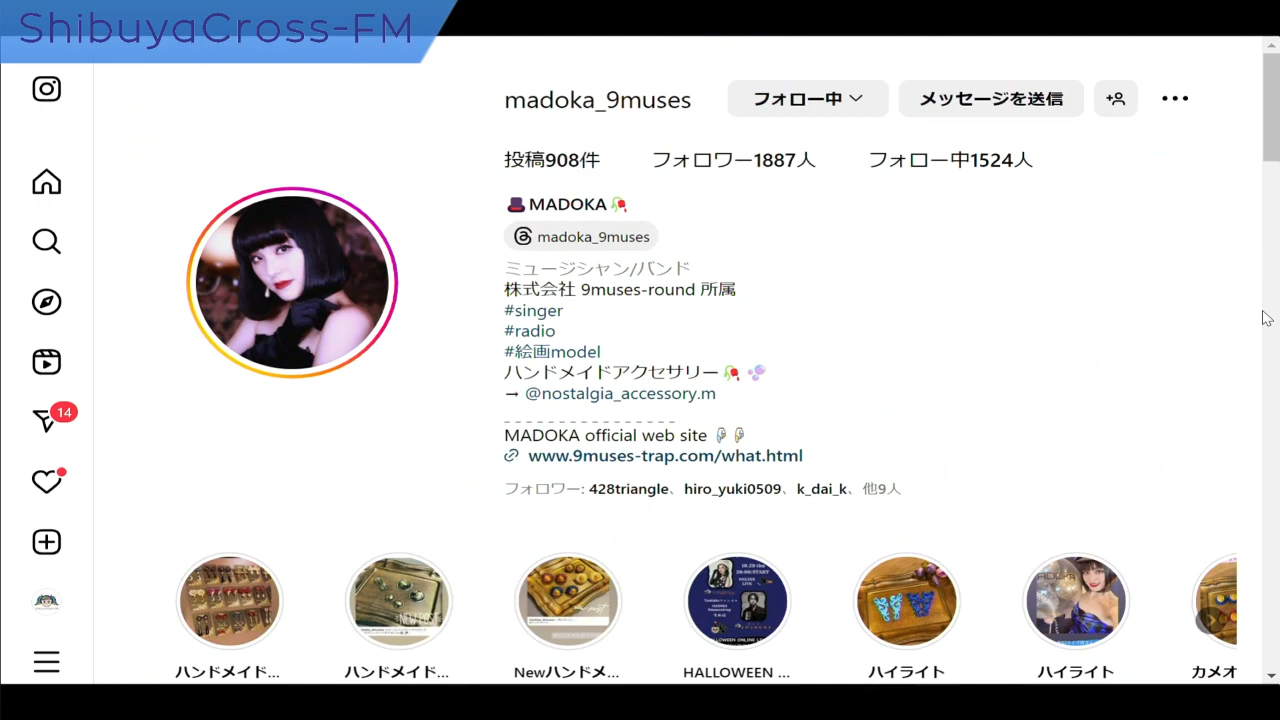 ShibuyaCross-FM
madoka_9muses
フォロー中
メッセージを送信
投稿908件
フォロワー1887人
フォロー中1524人
MADOKA
madoka_9muses
ミュージシャン/バンド
株式会社 9muses-round 所属
#singer
#radio
#絵画model
ハンドメイドアクセサリー
→ @nostalgia_accessory.m
_ _ _ _ _ _ _ _ _ _ _ _ _ _ _
MADOKA official web site
www.9muses-trap.com/what.html
フォロワー: 428triangle、hiro_yuki0509、k_dai_k、他9人
14
NEW POST
HALLOWEEN ONLINE LIVE
ハンドメイド...
ハンドメイド...
Newハンドメ...
HALLOWEEN ...
ハイライト
ハイライト
カメオ